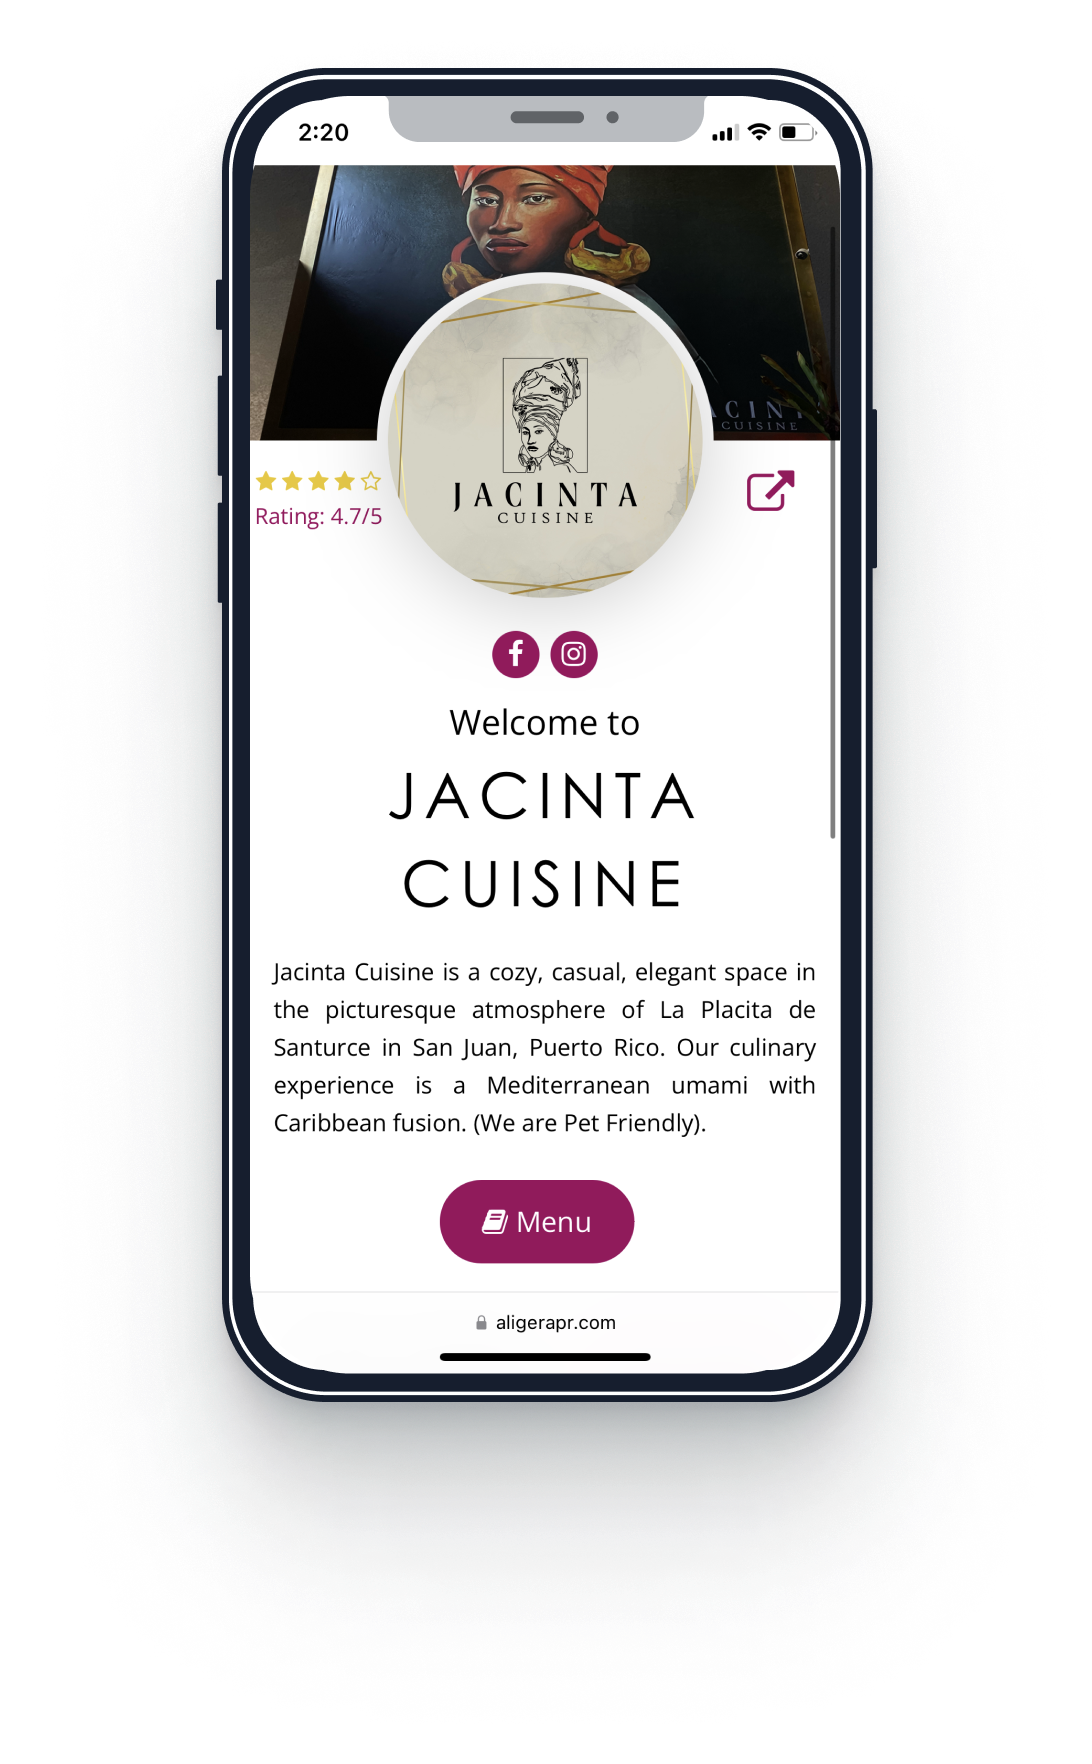 2:20
JACINTA
CUISINE
Rating: 4.7/5
JACINTA
CUISINE
Welcome to
JACINTA
CUISINE
Jacinta Cuisine is a cozy, casual, elegant space in
the picturesque atmosphere of La Placita de
Santurce in San Juan, Puerto Rico. Our culinary
experience is a Mediterranean umami with
Caribbean fusion. (We are Pet Friendly).
Menu
aligerapr.com